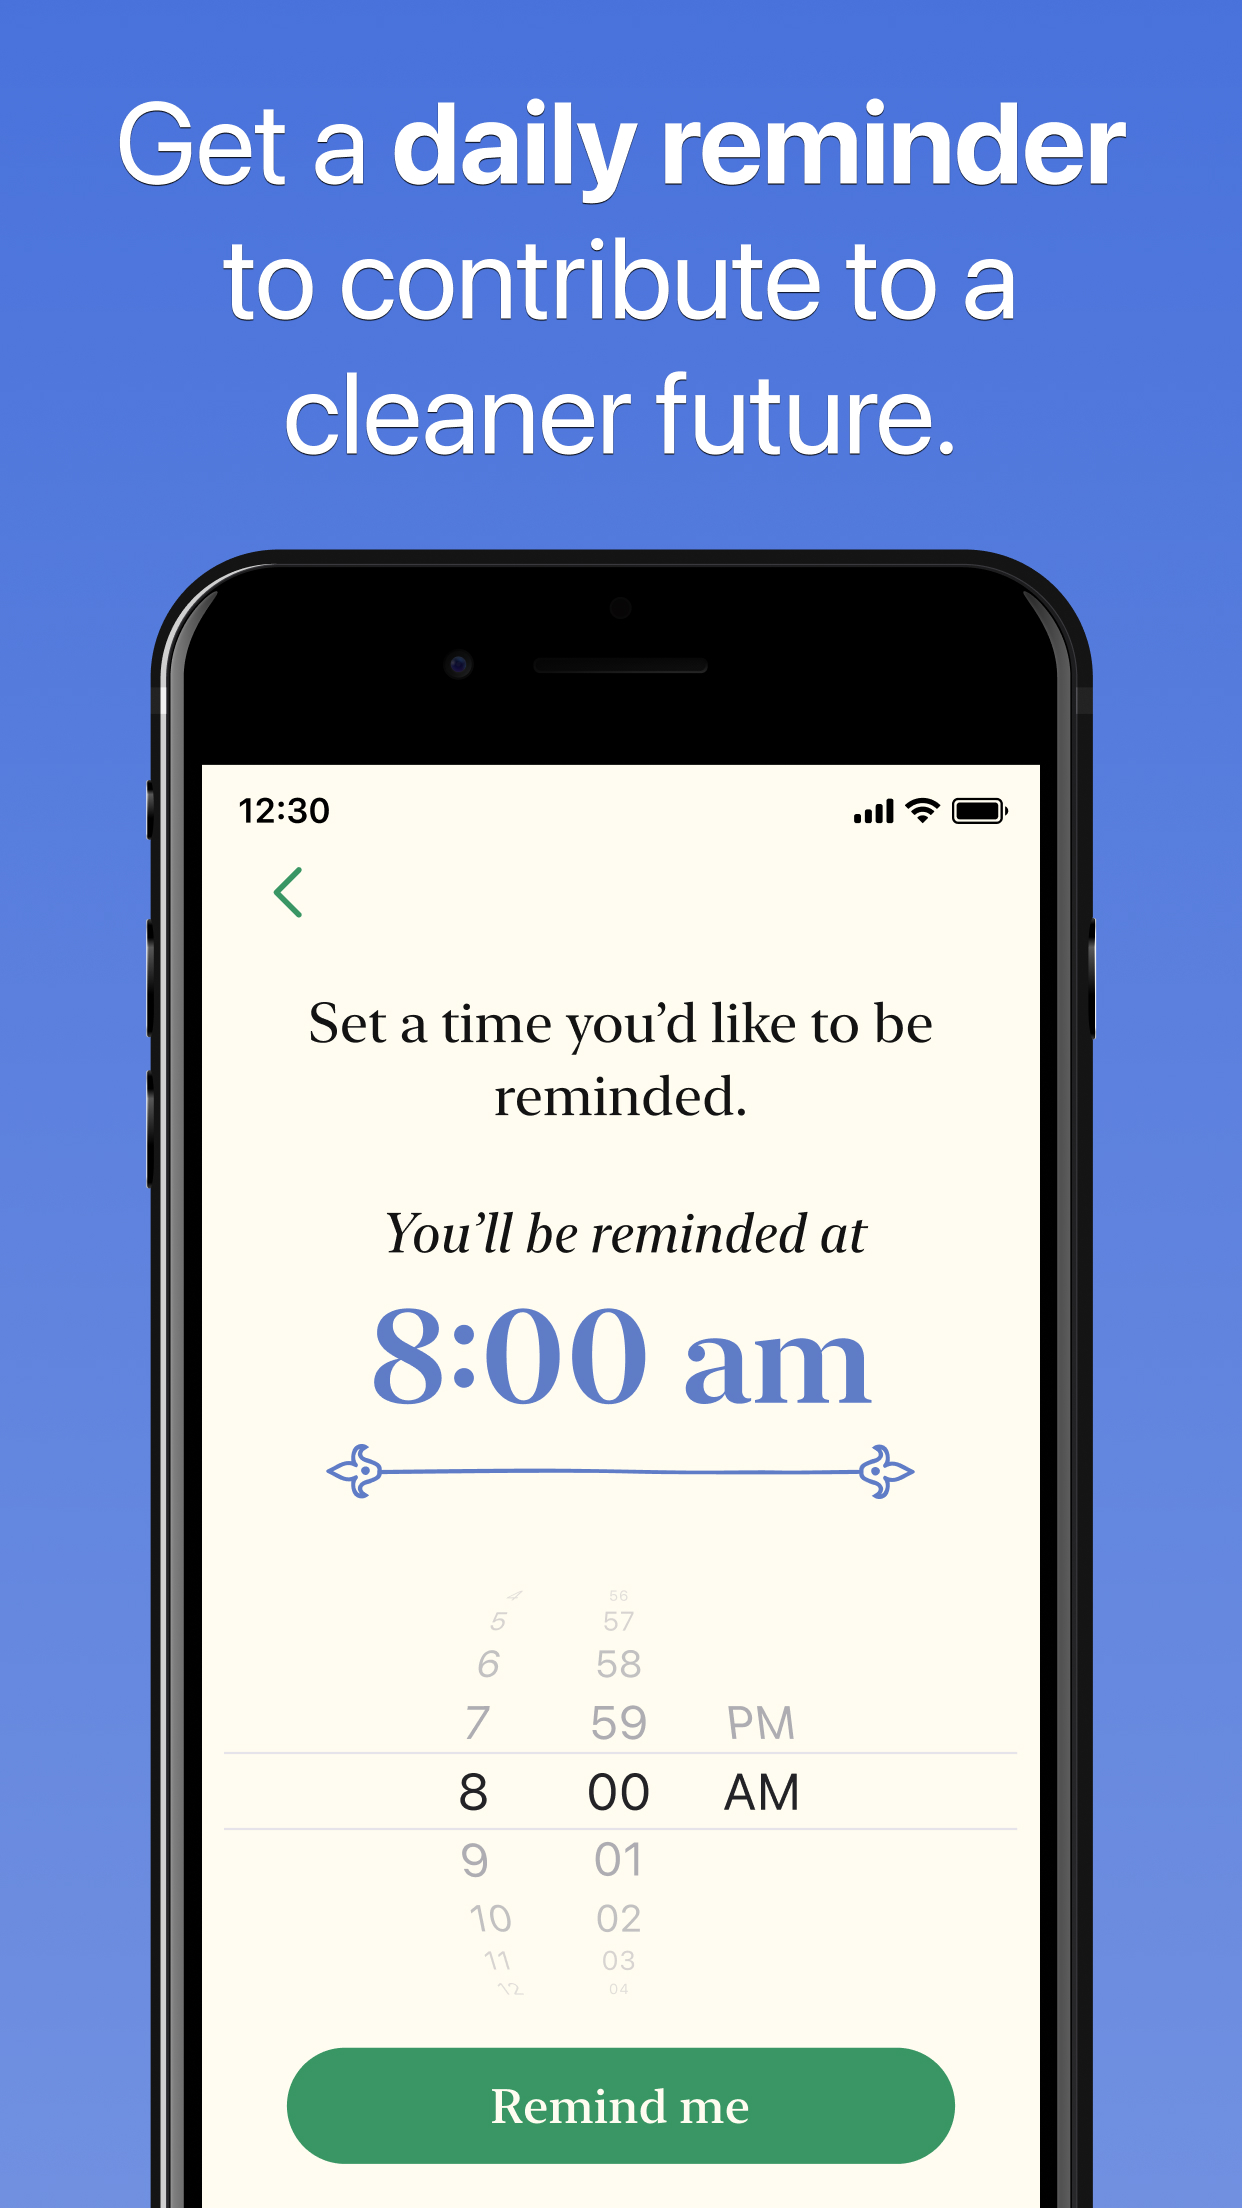 Get a daily reminder
to contribute to a
cleaner future.
12:30
Set a time you’d like to be
reminded.
You’ll be reminded at
8:00 am
4 56
5 57
6 58
7 59 PM
8 00 AM
9 01
10 02
11 03
12 04
Remind me